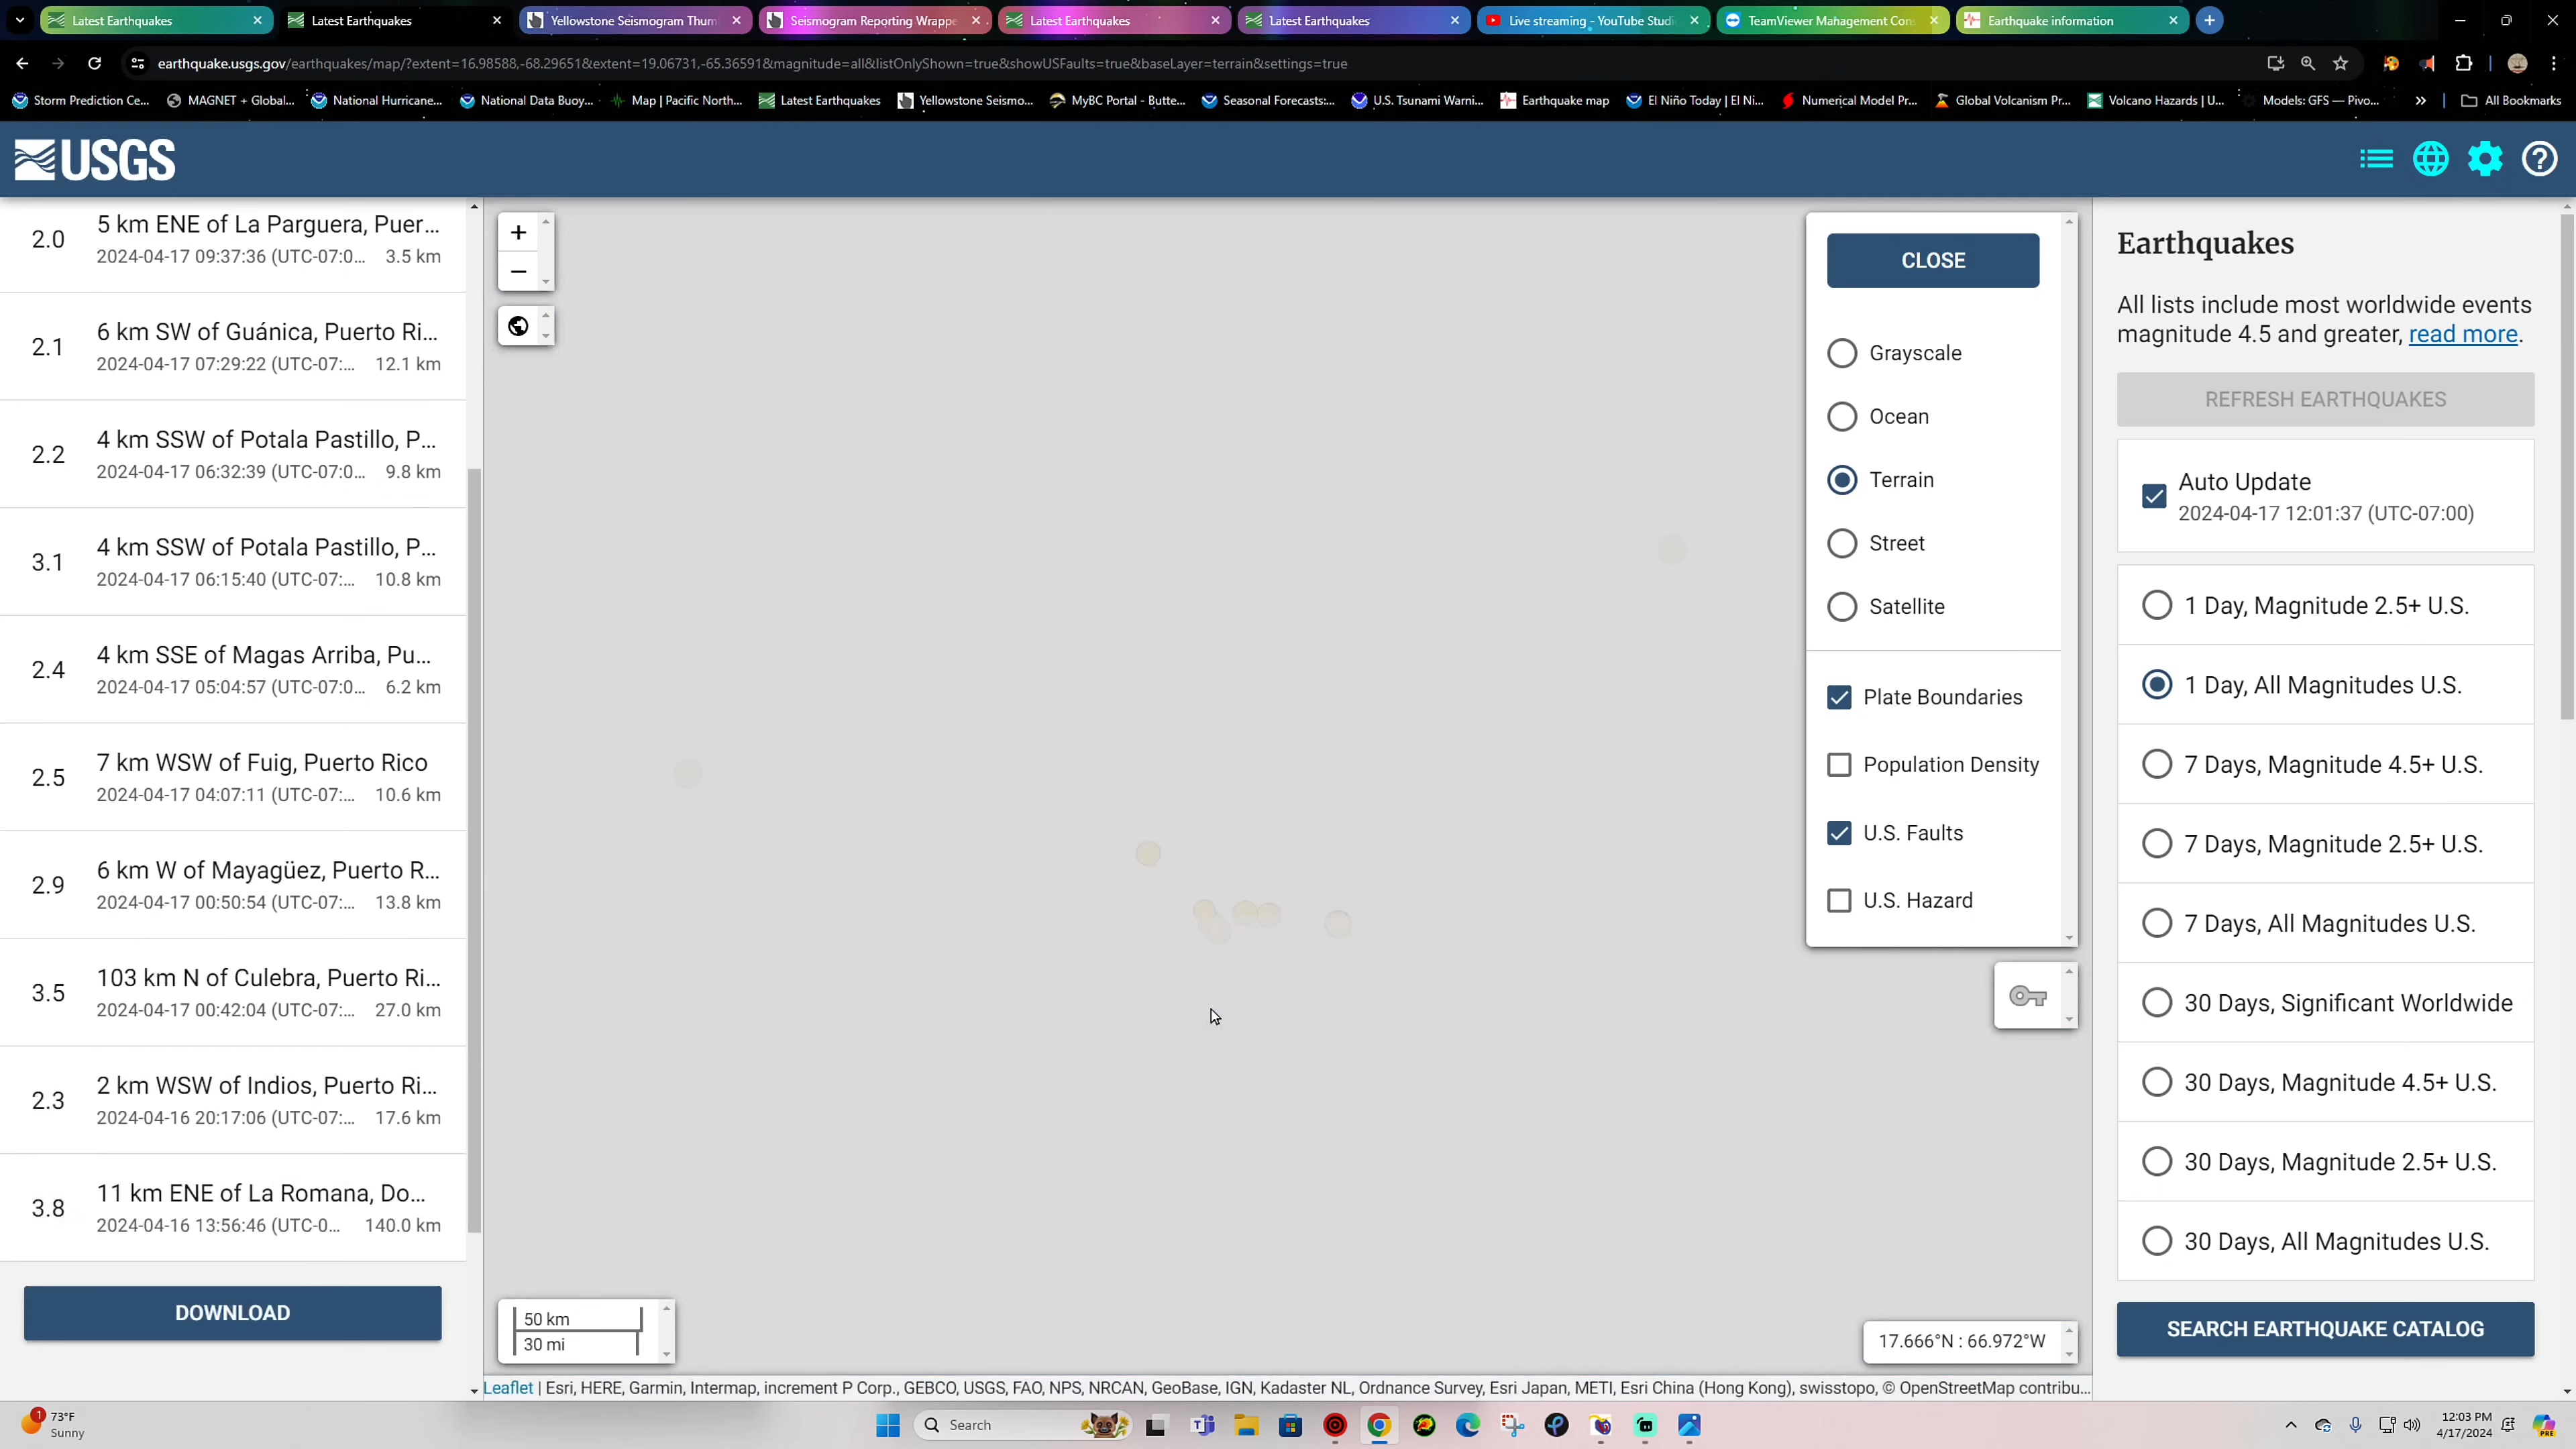 Latest Earthquakes
Latest Earthquakes
Yellowstone Seismogram Thum
Seismogram Reporting Wrappe
Latest Earthquakes
Latest Earthquakes
Live streaming - YouTube Studi
TeamViewer Management Con
Earthquake information
earthquake.usgs.gov/earthquakes/map/?extent=16.98588,-68.29651&extent=19.06731,-65.36591&magnitude=all&listOnlyShown=true&showUSFaults=true&baseLayer=terrain&settings=true
Storm Prediction Ce...
MAGNET + Global...
National Hurricane...
National Data Buoy...
Map | Pacific North...
Latest Earthquakes
Yellowstone Seismo...
MyBC Portal - Butte...
Seasonal Forecasts:...
U.S. Tsunami Warni...
Earthquake map
El Niño Today | El Ni...
Numerical Model Pr...
Global Volcanism Pr...
Volcano Hazards | U...
Models: GFS — Pivo...
All Bookmarks
USGS
2.0 5 km ENE of La Parguera, Puer...
2024-04-17 09:37:36 (UTC-07:0... 3.5 km
2.1 6 km SW of Guánica, Puerto Ri...
2024-04-17 07:29:22 (UTC-07:... 12.1 km
2.2 4 km SSW of Potala Pastillo, P...
2024-04-17 06:32:39 (UTC-07:0... 9.8 km
3.1 4 km SSW of Potala Pastillo, P...
2024-04-17 06:15:40 (UTC-07:... 10.8 km
2.4 4 km SSE of Magas Arriba, Pu...
2024-04-17 05:04:57 (UTC-07:0... 6.2 km
2.5 7 km WSW of Fuig, Puerto Rico
2024-04-17 04:07:11 (UTC-07:... 10.6 km
2.9 6 km W of Mayagüez, Puerto R...
2024-04-17 00:50:54 (UTC-07:... 13.8 km
3.5 103 km N of Culebra, Puerto Ri...
2024-04-17 00:42:04 (UTC-07:... 27.0 km
2.3 2 km WSW of Indios, Puerto Ri...
2024-04-16 20:17:06 (UTC-07:... 17.6 km
3.8 11 km ENE of La Romana, Do...
2024-04-16 13:56:46 (UTC-0... 140.0 km
DOWNLOAD
+
−
50 km
30 mi
CLOSE
Grayscale
Ocean
Terrain
Street
Satellite
Plate Boundaries
Population Density
U.S. Faults
U.S. Hazard
17.666°N : 66.972°W
Leaflet | Esri, HERE, Garmin, Intermap, increment P Corp., GEBCO, USGS, FAO, NPS, NRCAN, GeoBase, IGN, Kadaster NL, Ordnance Survey, Esri Japan, METI, Esri China (Hong Kong), swisstopo, © OpenStreetMap contribu...
Earthquakes
All lists include most worldwide events
magnitude 4.5 and greater, read more.
REFRESH EARTHQUAKES
Auto Update
2024-04-17 12:01:37 (UTC-07:00)
1 Day, Magnitude 2.5+ U.S.
1 Day, All Magnitudes U.S.
7 Days, Magnitude 4.5+ U.S.
7 Days, Magnitude 2.5+ U.S.
7 Days, All Magnitudes U.S.
30 Days, Significant Worldwide
30 Days, Magnitude 4.5+ U.S.
30 Days, Magnitude 2.5+ U.S.
30 Days, All Magnitudes U.S.
SEARCH EARTHQUAKE CATALOG
1
73°F
Sunny
Search
12:03 PM
4/17/2024
PRE